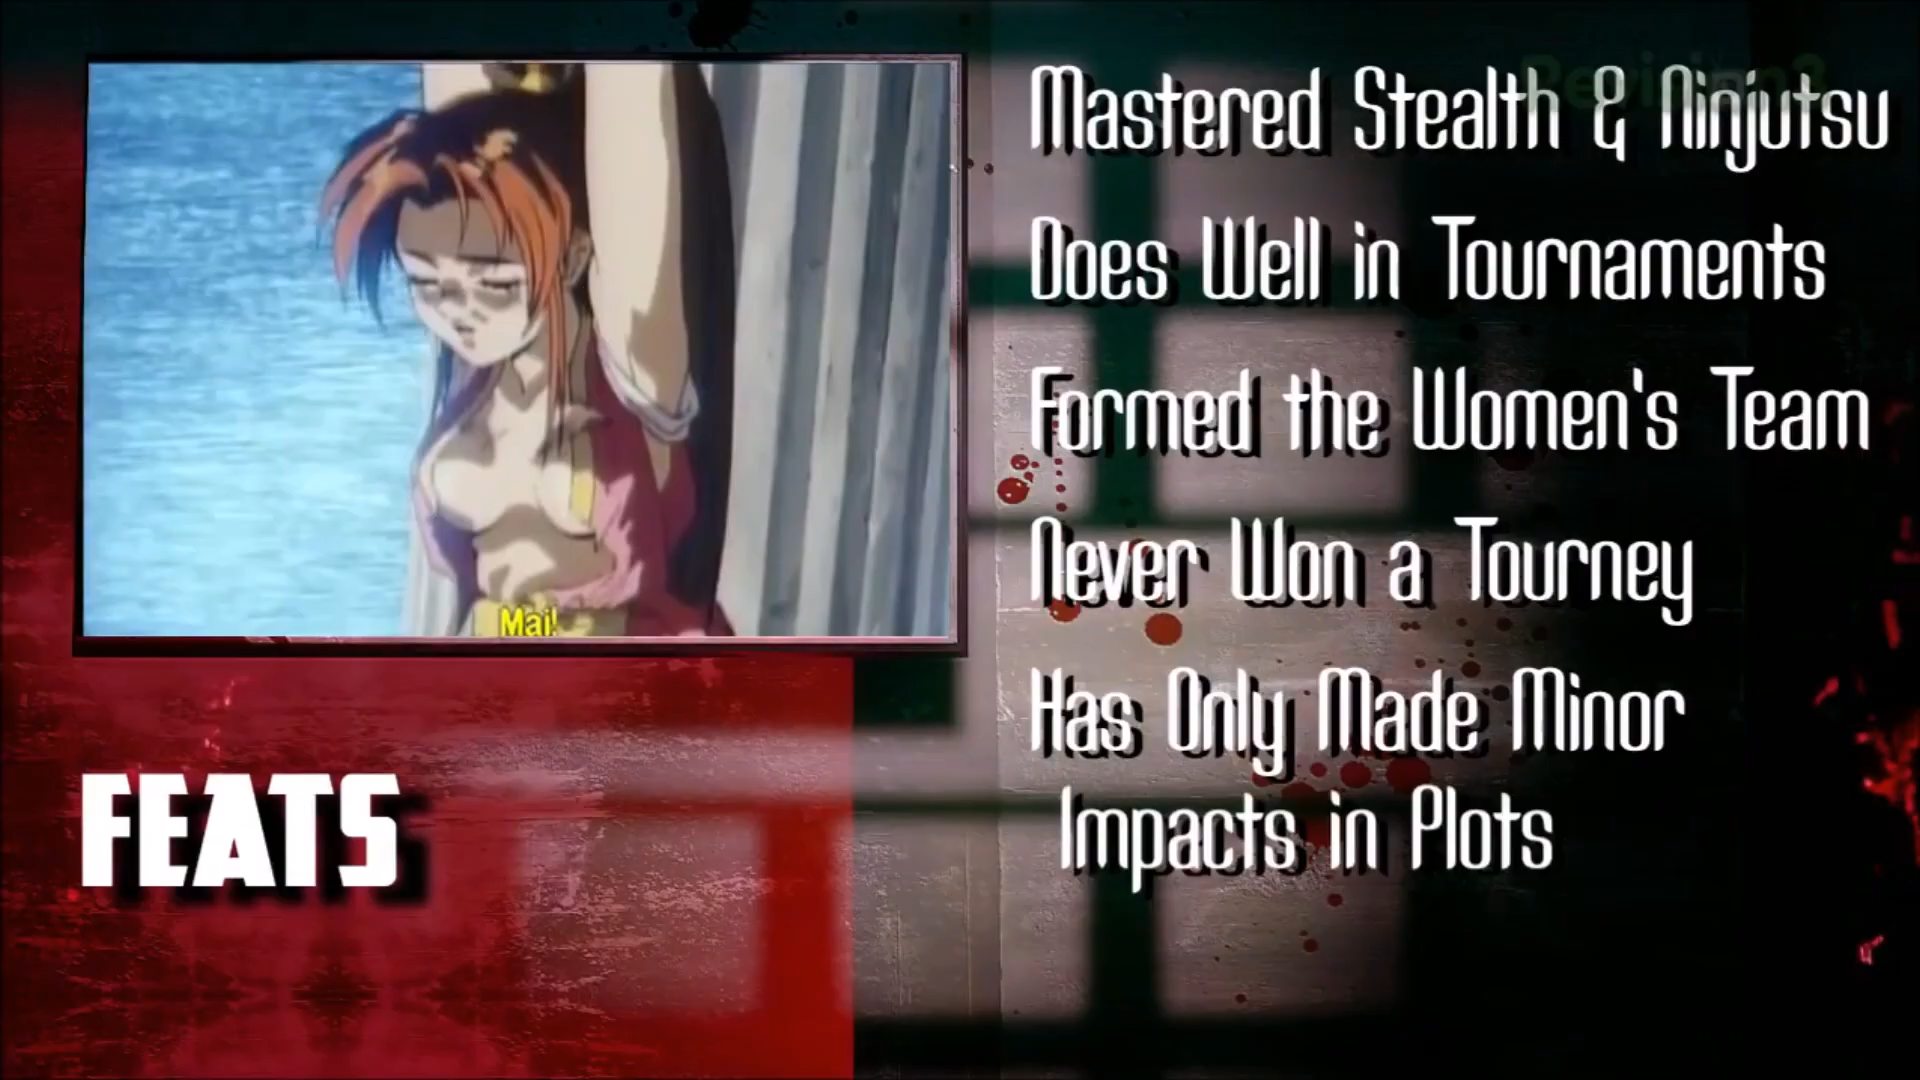 Revision3
Mastered Stealth & Ninjutsu
Does Well in Tournaments
Formed the Women's Team
Never Won a Tourney
Has Only Made Minor
Impacts in Plots
Mai!
FEATS